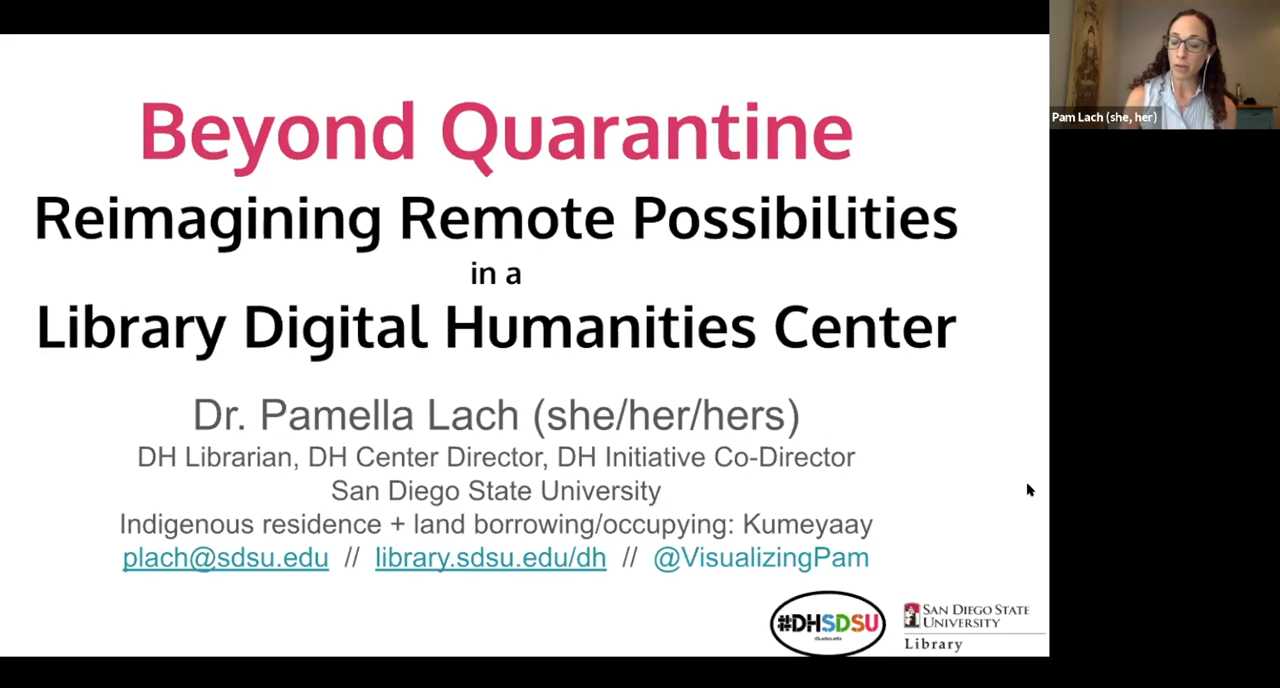 Beyond Quarantine
Reimagining Remote Possibilities
in a
Library Digital Humanities Center
Dr. Pamella Lach (she/her/hers)
DH Librarian, DH Center Director, DH Initiative Co-Director
San Diego State University
Indigenous residence + land borrowing/occupying: Kumeyaay
plach@sdsu.edu // library.sdsu.edu/dh // @VisualizingPam
#DHSDSU
SAN DIEGO STATE
UNIVERSITY
Library
Pam Lach (she, her)